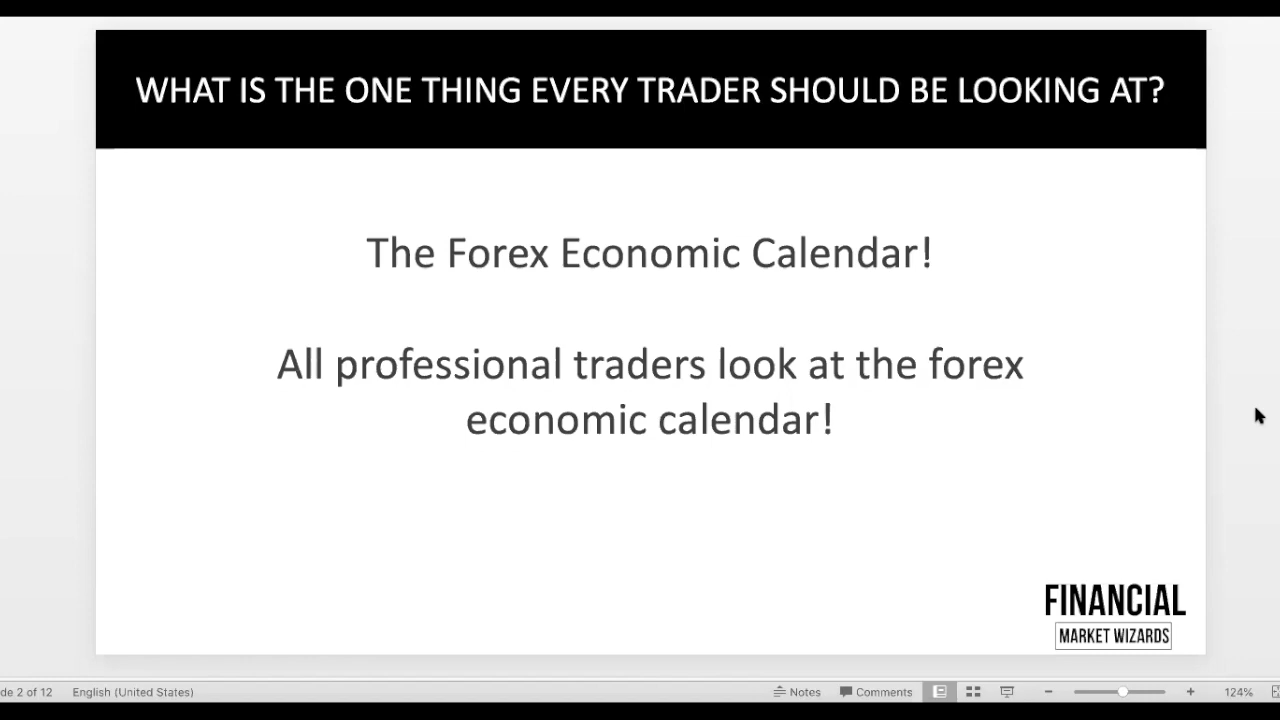 WHAT IS THE ONE THING EVERY TRADER SHOULD BE LOOKING AT?
The Forex Economic Calendar!
All professional traders look at the forex
economic calendar!
FINANCIAL
MARKET WIZARDS
de 2 of 12 English (United States) Notes Comments 124%